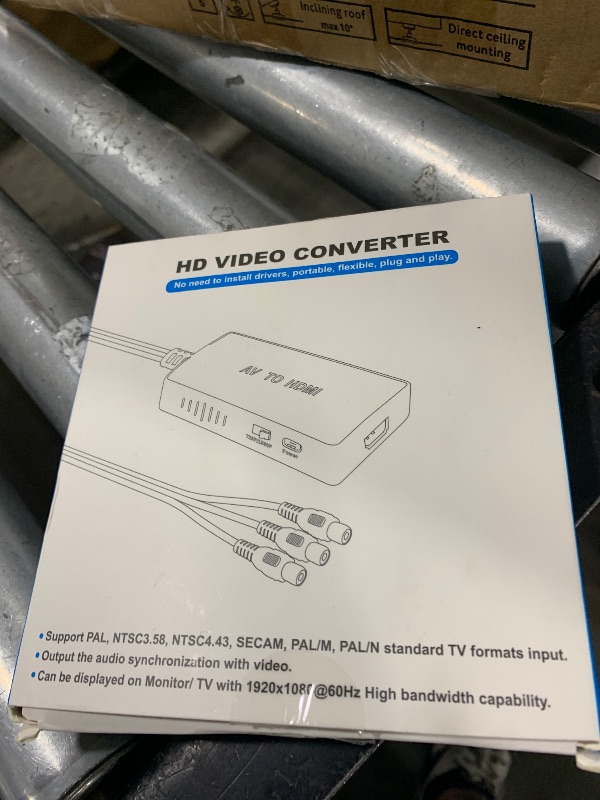 Inclining roof
max 10°
Direct ceiling
mounting
HD VIDEO CONVERTER
No need to install drivers, portable, flexible, plug and play.
AV TO HDMI
720P/1080P
Power
•Support PAL, NTSC3.58, NTSC4.43, SECAM, PAL/M, PAL/N standard TV formats input.
•Output the audio synchronization with video.
•Can be displayed on Monitor/ TV with 1920x1080@60Hz High bandwidth capability.